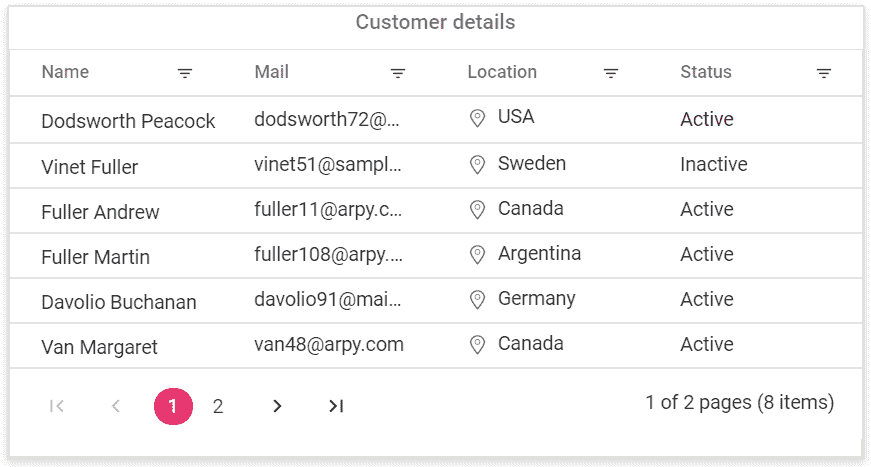 Customer details
Name Mail Location Status
Dodsworth Peacock dodsworth72@... USA Active
Vinet Fuller vinet51@sampl... Sweden Inactive
Fuller Andrew fuller11@arpy.c... Canada Active
Fuller Martin fuller108@arpy.... Argentina Active
Davolio Buchanan davolio91@mai... Germany Active
Van Margaret van48@arpy.com Canada Active
1 2 1 of 2 pages (8 items)